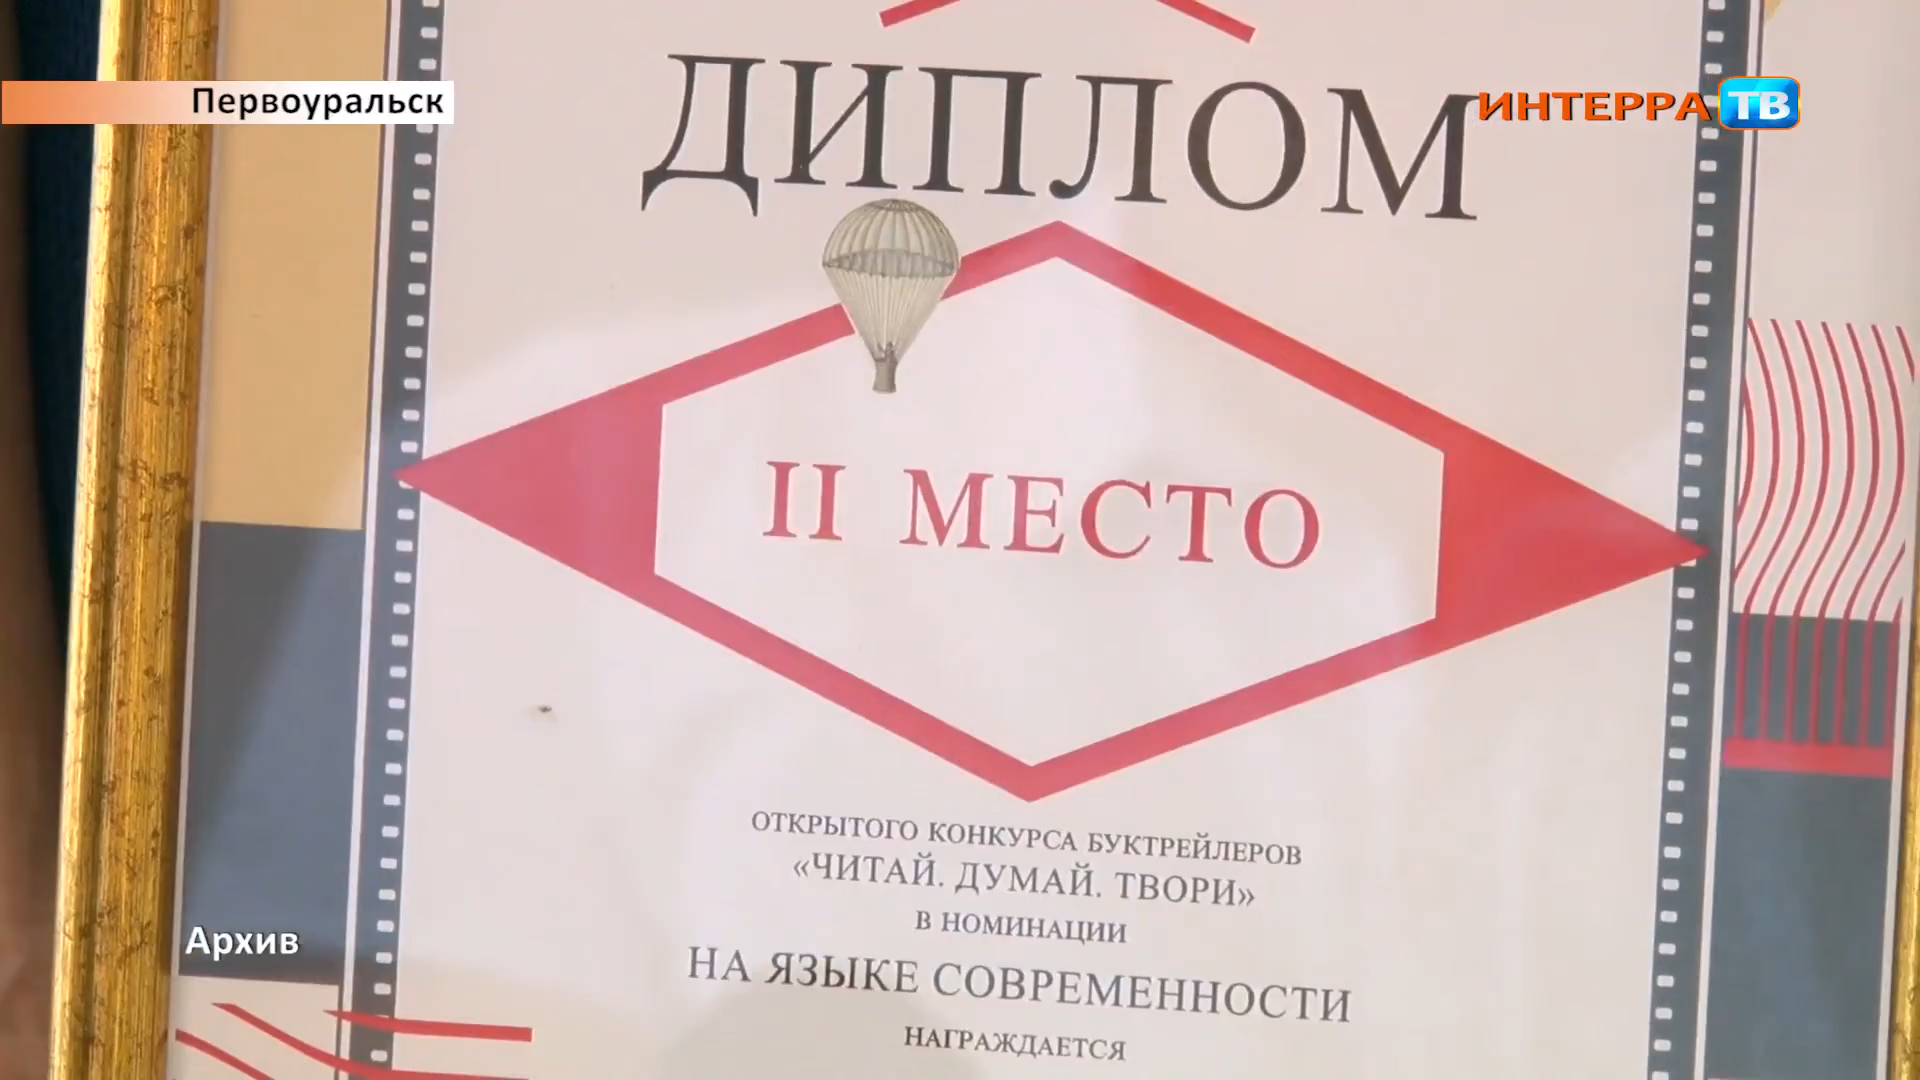 Первоуральск
ИНТЕРРА ТВ
ДИПЛОМ
II МЕСТО
ОТКРЫТОГО КОНКУРСА БУКТРЕЙЛЕРОВ
«ЧИТАЙ. ДУМАЙ. ТВОРИ»
В НОМИНАЦИИ
НА ЯЗЫКЕ СОВРЕМЕННОСТИ
НАГРАЖДАЕТСЯ
Архив